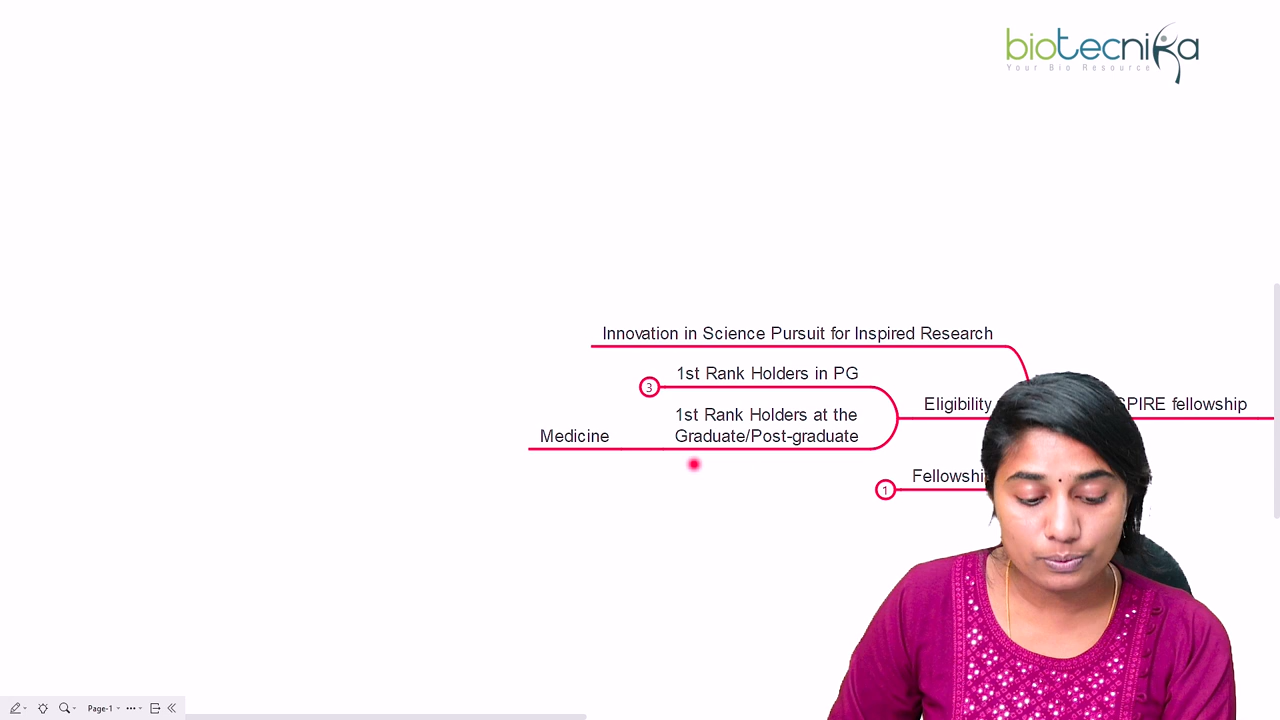 biotecnika
Your Bio Resource
Innovation in Science Pursuit for Inspired Research
1st Rank Holders in PG
3
Eligibility
SPIRE fellowship
1st Rank Holders at the
Graduate/Post-graduate
Medicine
Fellowshi
1
Page-1